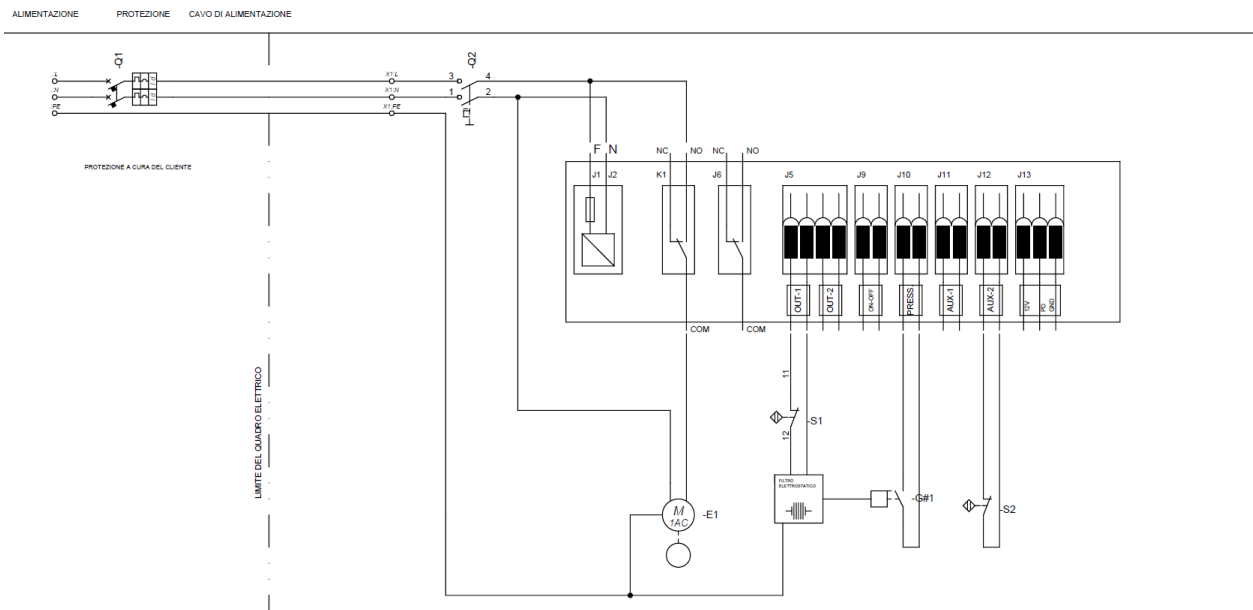 ALIMENTAZIONE PROTEZIONE CAVO DI ALIMENTAZIONE
-Q1
-Q2
.:L
X1:L
3
4
.:N
X1:N
1
2
.:PE
X1:PE
PROTEZIONE A CURA DEL CLIENTE
F N
NC NO NC NO
J1 J2 K1 J6 J5 J9 J10 J11 J12 J13
OUT-1
OUT-2
ON-OFF
PRESS
AUX-1
AUX-2
12V
PD
GND
COM COM
LIMITE DEL QUADRO ELETTRICO
11
-S1
12
FILTRO
ELETTROSTATICO
-G#1
-S2
M
1AC
-E1